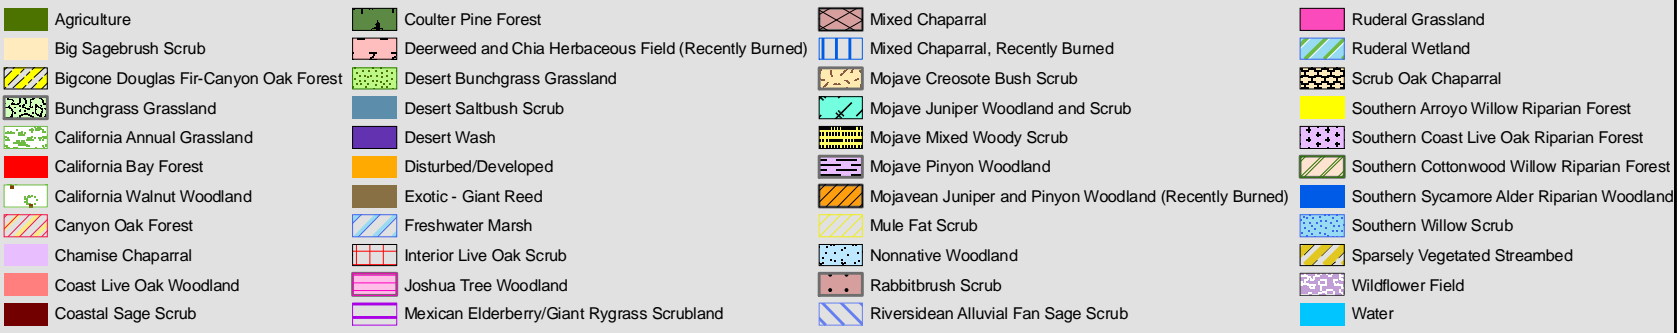 Agriculture
Big Sagebrush Scrub
Bigcone Douglas Fir-Canyon Oak Forest
Bunchgrass Grassland
California Annual Grassland
California Bay Forest
California Walnut Woodland
Canyon Oak Forest
Chamise Chaparral
Coast Live Oak Woodland
Coastal Sage Scrub
Coulter Pine Forest
Deerweed and Chia Herbaceous Field (Recently Burned)
Desert Bunchgrass Grassland
Desert Saltbush Scrub
Desert Wash
Disturbed/Developed
Exotic - Giant Reed
Freshwater Marsh
Interior Live Oak Scrub
Joshua Tree Woodland
Mexican Elderberry/Giant Rygrass Scrubland
Mixed Chaparral
Mixed Chaparral, Recently Burned
Mojave Creosote Bush Scrub
Mojave Juniper Woodland and Scrub
Mojave Mixed Woody Scrub
Mojave Pinyon Woodland
Mojavean Juniper and Pinyon Woodland (Recently Burned)
Mule Fat Scrub
Nonnative Woodland
Rabbitbrush Scrub
Riversidean Alluvial Fan Sage Scrub
Ruderal Grassland
Ruderal Wetland
Scrub Oak Chaparral
Southern Arroyo Willow Riparian Forest
Southern Coast Live Oak Riparian Forest
Southern Cottonwood Willow Riparian Forest
Southern Sycamore Alder Riparian Woodland
Southern Willow Scrub
Sparsely Vegetated Streambed
Wildflower Field
Water